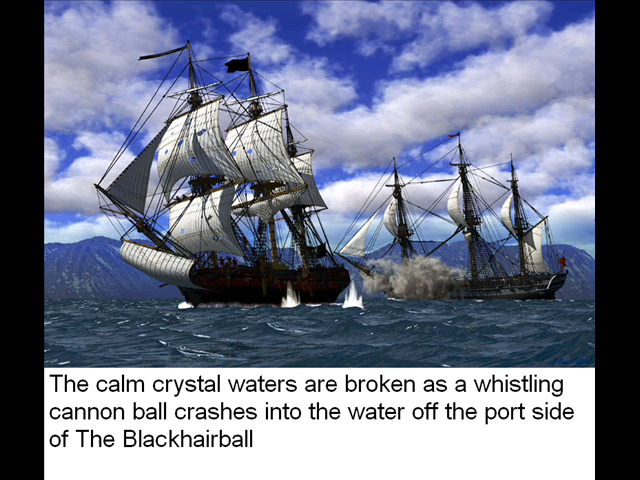 The calm crystal waters are broken as a whistling
cannon ball crashes into the water off the port side
of The Blackhairball